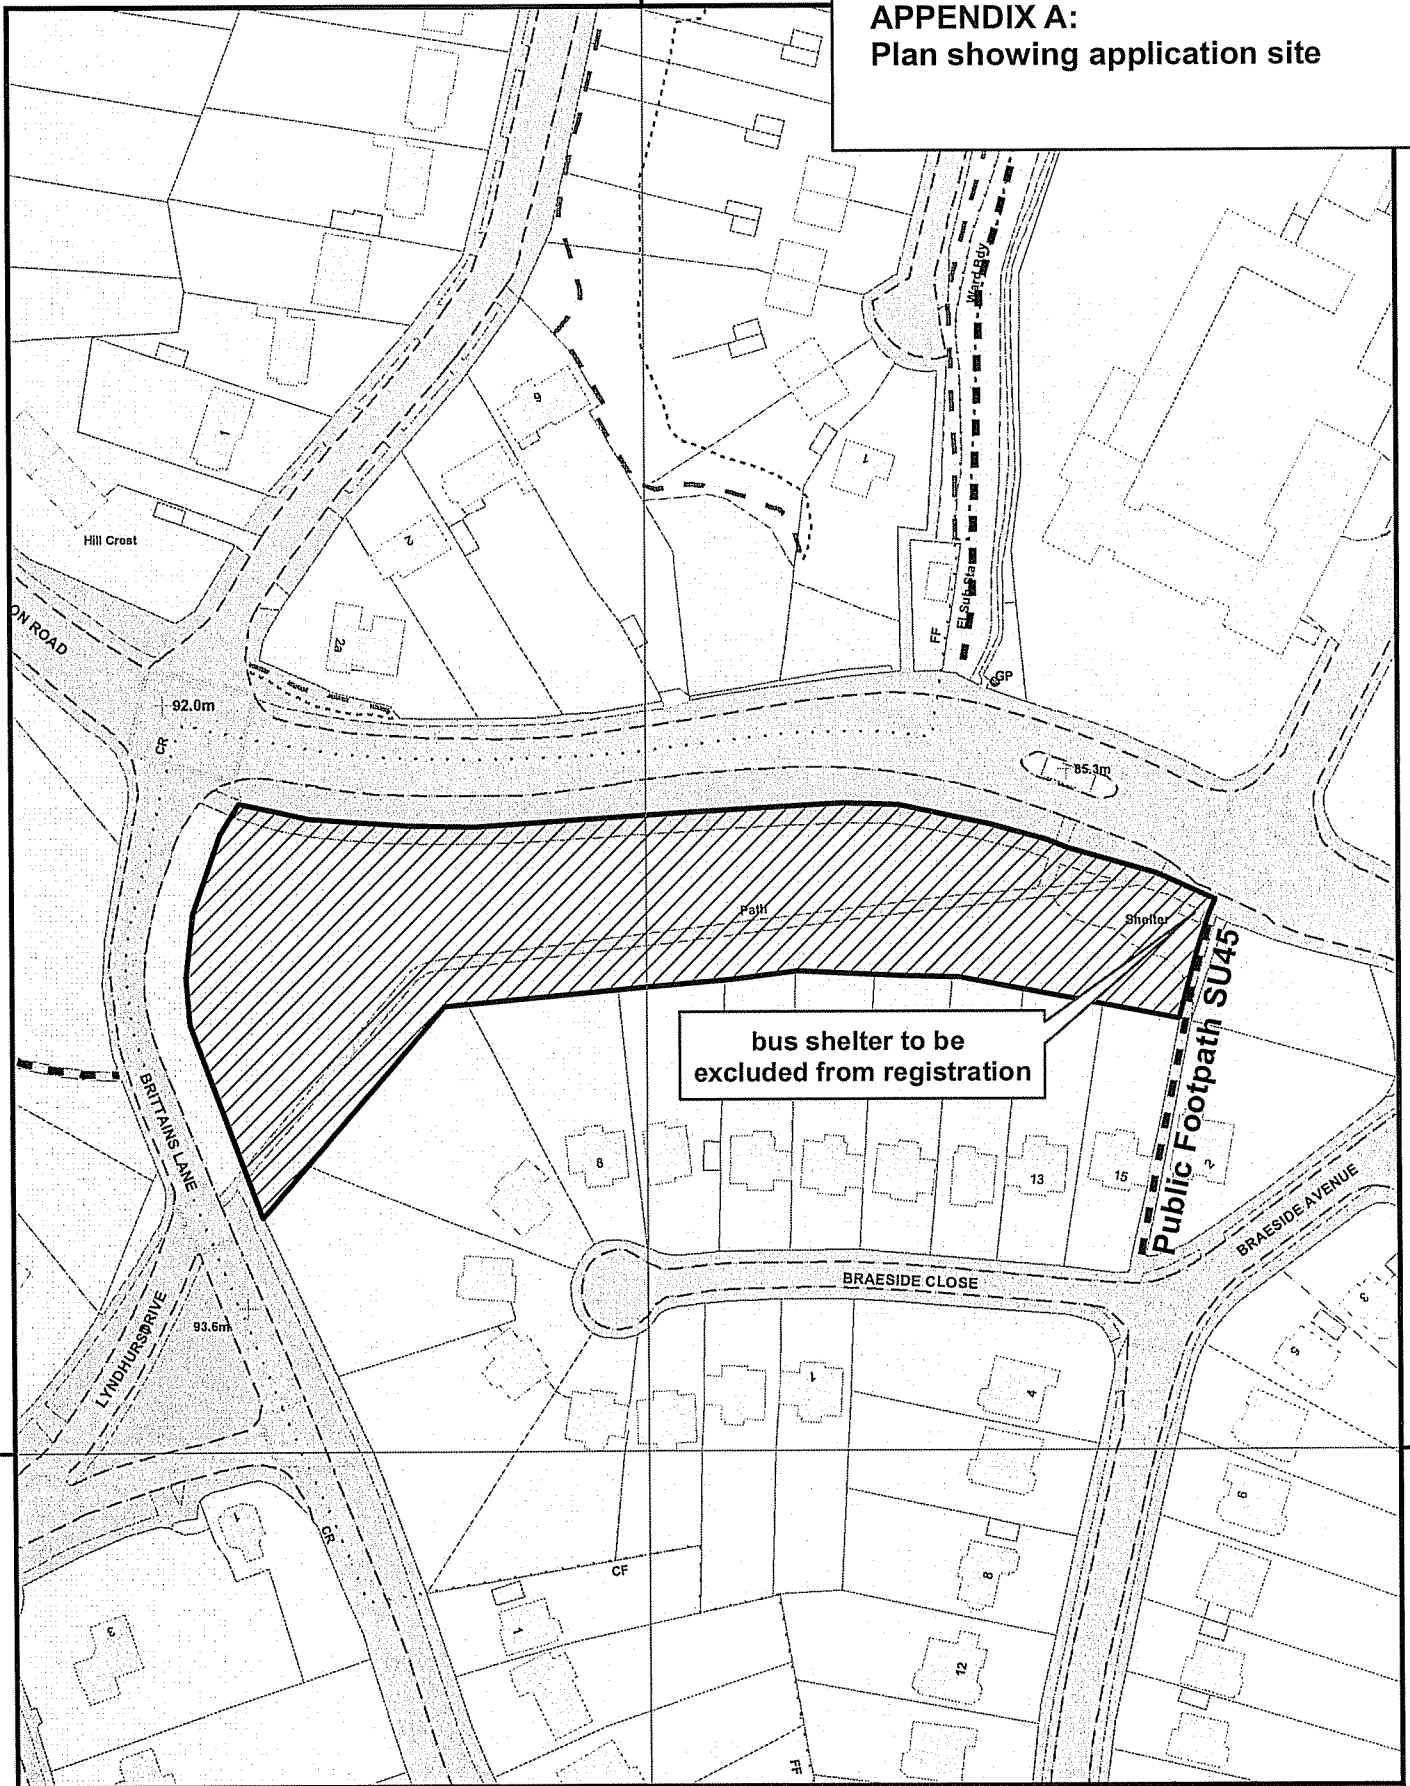 APPENDIX A:
Plan showing application site
Ward Bdy
6
1
1
2
Hill Crest
El Sub Sta
FF
2a
ON ROAD
GP
92.0m
CR
85.3m
Path
Shelter
bus shelter to be
excluded from registration
Public Footpath SU45
BRITTAINS LANE
8
13
15
2
BRAESIDE AVENUE
BRAESIDE CLOSE
LYNDHURST DRIVE
93.6m
3
5
1
4
6
1
CR
CF
8
3
1
12
FF